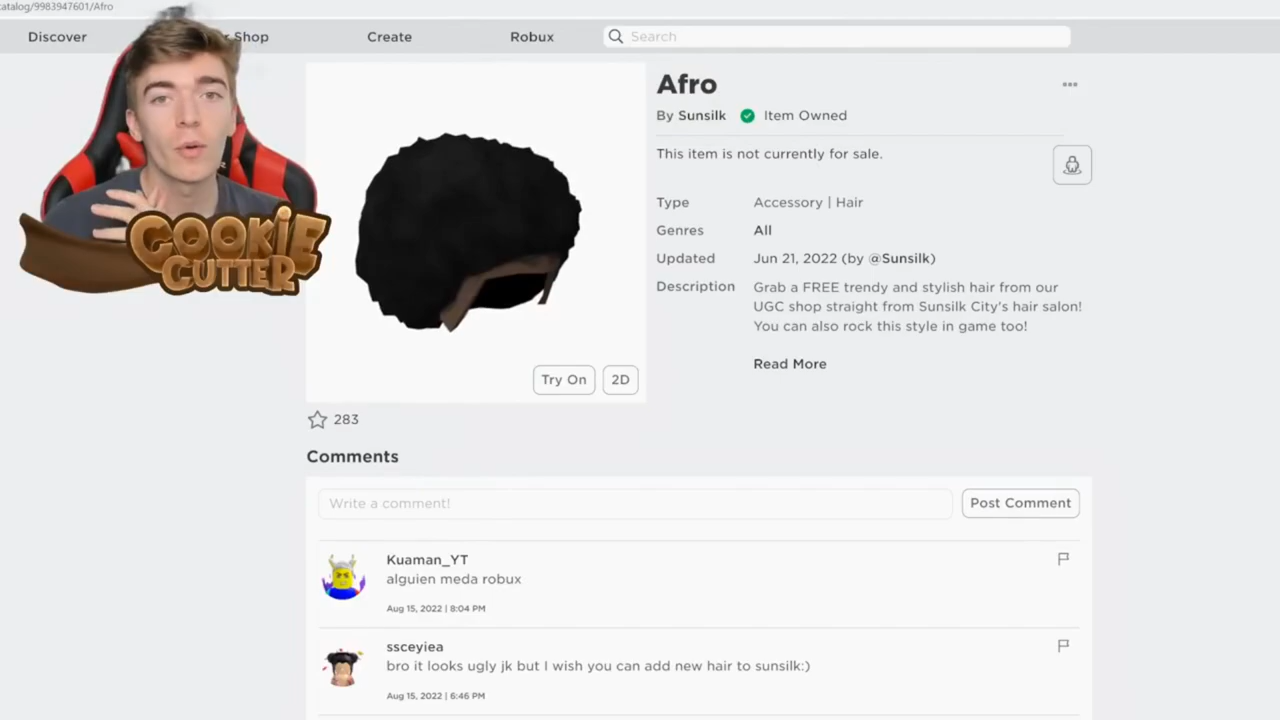 catalog/9983947601/Afro
Discover
Shop
Create
Robux
Search
COOKIE
CUTTER
Afro
By Sunsilk
Item Owned
This item is not currently for sale.
Type
Accessory | Hair
Genres
All
Updated
Jun 21, 2022 (by @Sunsilk)
Description
Grab a FREE trendy and stylish hair from our
UGC shop straight from Sunsilk City's hair salon!
You can also rock this style in game too!
Read More
Try On
2D
283
Comments
Write a comment!
Post Comment
Kuaman_YT
alguien meda robux
Aug 15, 2022 | 8:04 PM
ssceyiea
bro it looks ugly jk but I wish you can add new hair to sunsilk:)
Aug 15, 2022 | 6:46 PM